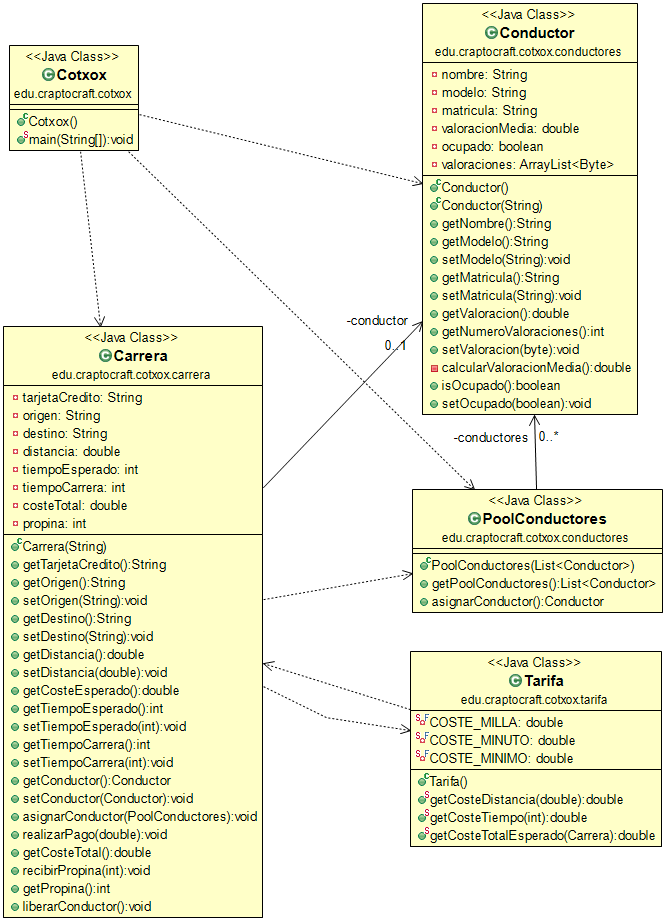 <<Java Class>>
Cotxox
edu.craptocraft.cotxox
Cotxox()
main(String[]):void
<<Java Class>>
Conductor
edu.craptocraft.cotxox.conductores
nombre: String
modelo: String
matricula: String
valoracionMedia: double
ocupado: boolean
valoraciones: ArrayList<Byte>
Conductor()
Conductor(String)
getNombre():String
getModelo():String
setModelo(String):void
getMatricula():String
setMatricula(String):void
getValoracion():double
getNumeroValoraciones():int
setValoracion(byte):void
calcularValoracionMedia():double
isOcupado():boolean
setOcupado(boolean):void
-conductor
0..1
-conductores
0..*
<<Java Class>>
Carrera
edu.craptocraft.cotxox.carrera
tarjetaCredito: String
origen: String
destino: String
distancia: double
tiempoEsperado: int
tiempoCarrera: int
costeTotal: double
propina: int
Carrera(String)
getTarjetaCredito():String
getOrigen():String
setOrigen(String):void
getDestino():String
setDestino(String):void
getDistancia():double
setDistancia(double):void
getCosteEsperado():double
getTiempoEsperado():int
setTiempoEsperado(int):void
getTiempoCarrera():int
setTiempoCarrera(int):void
getConductor():Conductor
setConductor(Conductor):void
asignarConductor(PoolConductores):void
realizarPago(double):void
getCosteTotal():double
recibirPropina(int):void
getPropina():int
liberarConductor():void
<<Java Class>>
PoolConductores
edu.craptocraft.cotxox.conductores
PoolConductores(List<Conductor>)
getPoolConductores():List<Conductor>
asignarConductor():Conductor
<<Java Class>>
Tarifa
edu.craptocraft.cotxox.tarifa
COSTE_MILLA: double
COSTE_MINUTO: double
COSTE_MINIMO: double
Tarifa()
getCosteDistancia(double):double
getCosteTiempo(int):double
getCosteTotalEsperado(Carrera):double